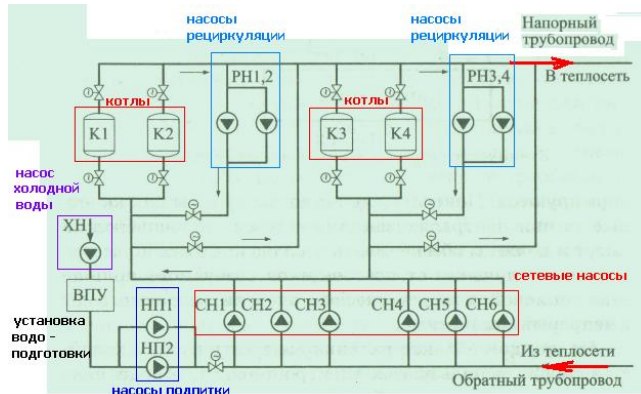 насосы
рециркуляции
насосы
рециркуляции
Напорный
трубопровод
В теплосеть
РН1,2
РН3,4
котлы
котлы
К1
К2
К3
К4
насос
холодной
воды
ХН
ВПУ
установка
водо -
подготовки
НП1
НП2
насосы подпитки
сетевые насосы
СН1
СН2
СН3
СН4
СН5
СН6
Из теплосети
Обратный трубопровод